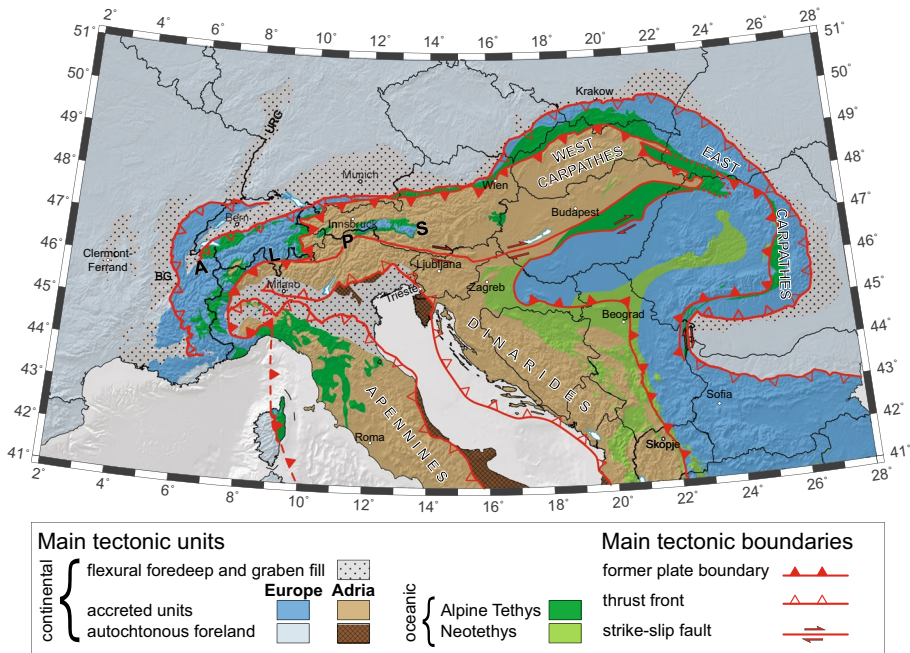 2° 4° 6° 8° 10° 12° 14° 16° 18° 20° 22° 24° 26° 28°
51° 51°
50° 50°
49° 49°
48° 48°
47° 47°
46° 46°
45° 45°
44° 44°
43° 43°
42° 42°
41° 41°
2° 4° 6° 8° 10° 12° 14° 16° 18° 20° 22° 24° 26° 28°
Krakow
URG
WEST
CARPATHES
EAST
CARPATHES
Munich
Wien
Bern
Innsbruck
Budapest
A L P S
Clermont-
Ferrand
BG
Ljubljana
Milano
Trieste
Zagreb
Beograd
DINARIDES
APENNINES
Sofia
Roma
Skopje
Main tectonic units
continental
flexural foredeep and graben fill
Europe Adria
accreted units
autochtonous foreland
oceanic
Alpine Tethys
Neotethys
Main tectonic boundaries
former plate boundary
thrust front
strike-slip fault